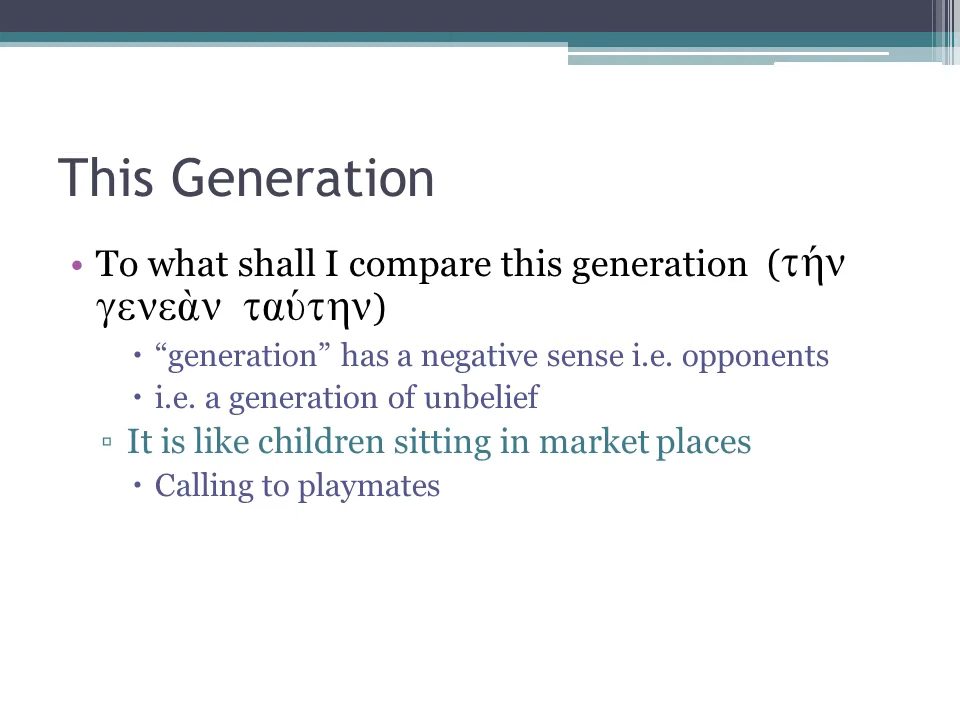 This Generation
• To what shall I compare this generation (τήν
γενεὰν ταύτην)
▪ “generation” has a negative sense i.e. opponents
▪ i.e. a generation of unbelief
▫ It is like children sitting in market places
▪ Calling to playmates